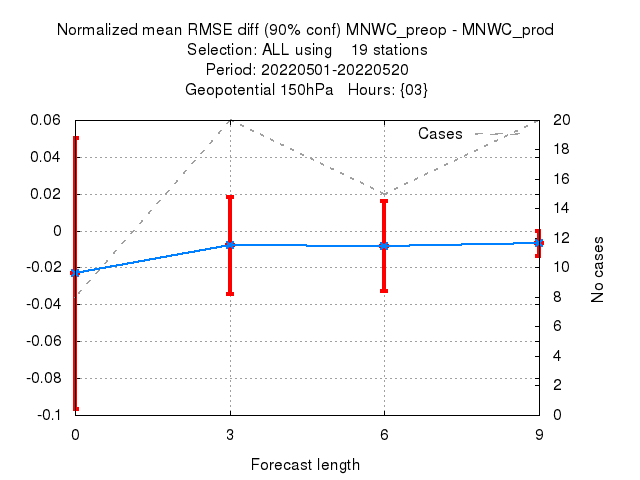 Normalized mean RMSE diff (90% conf) MNWC_preop - MNWC_prod
Selection: ALL using    19 stations
Period: 20220501-20220520
Geopotential 150hPa   Hours: {03}
Cases
0.06
0.04
0.02
0
-0.02
-0.04
-0.06
-0.08
-0.1
20
18
16
14
12
10
8
6
4
2
0
No cases
0 3 6 9
Forecast length